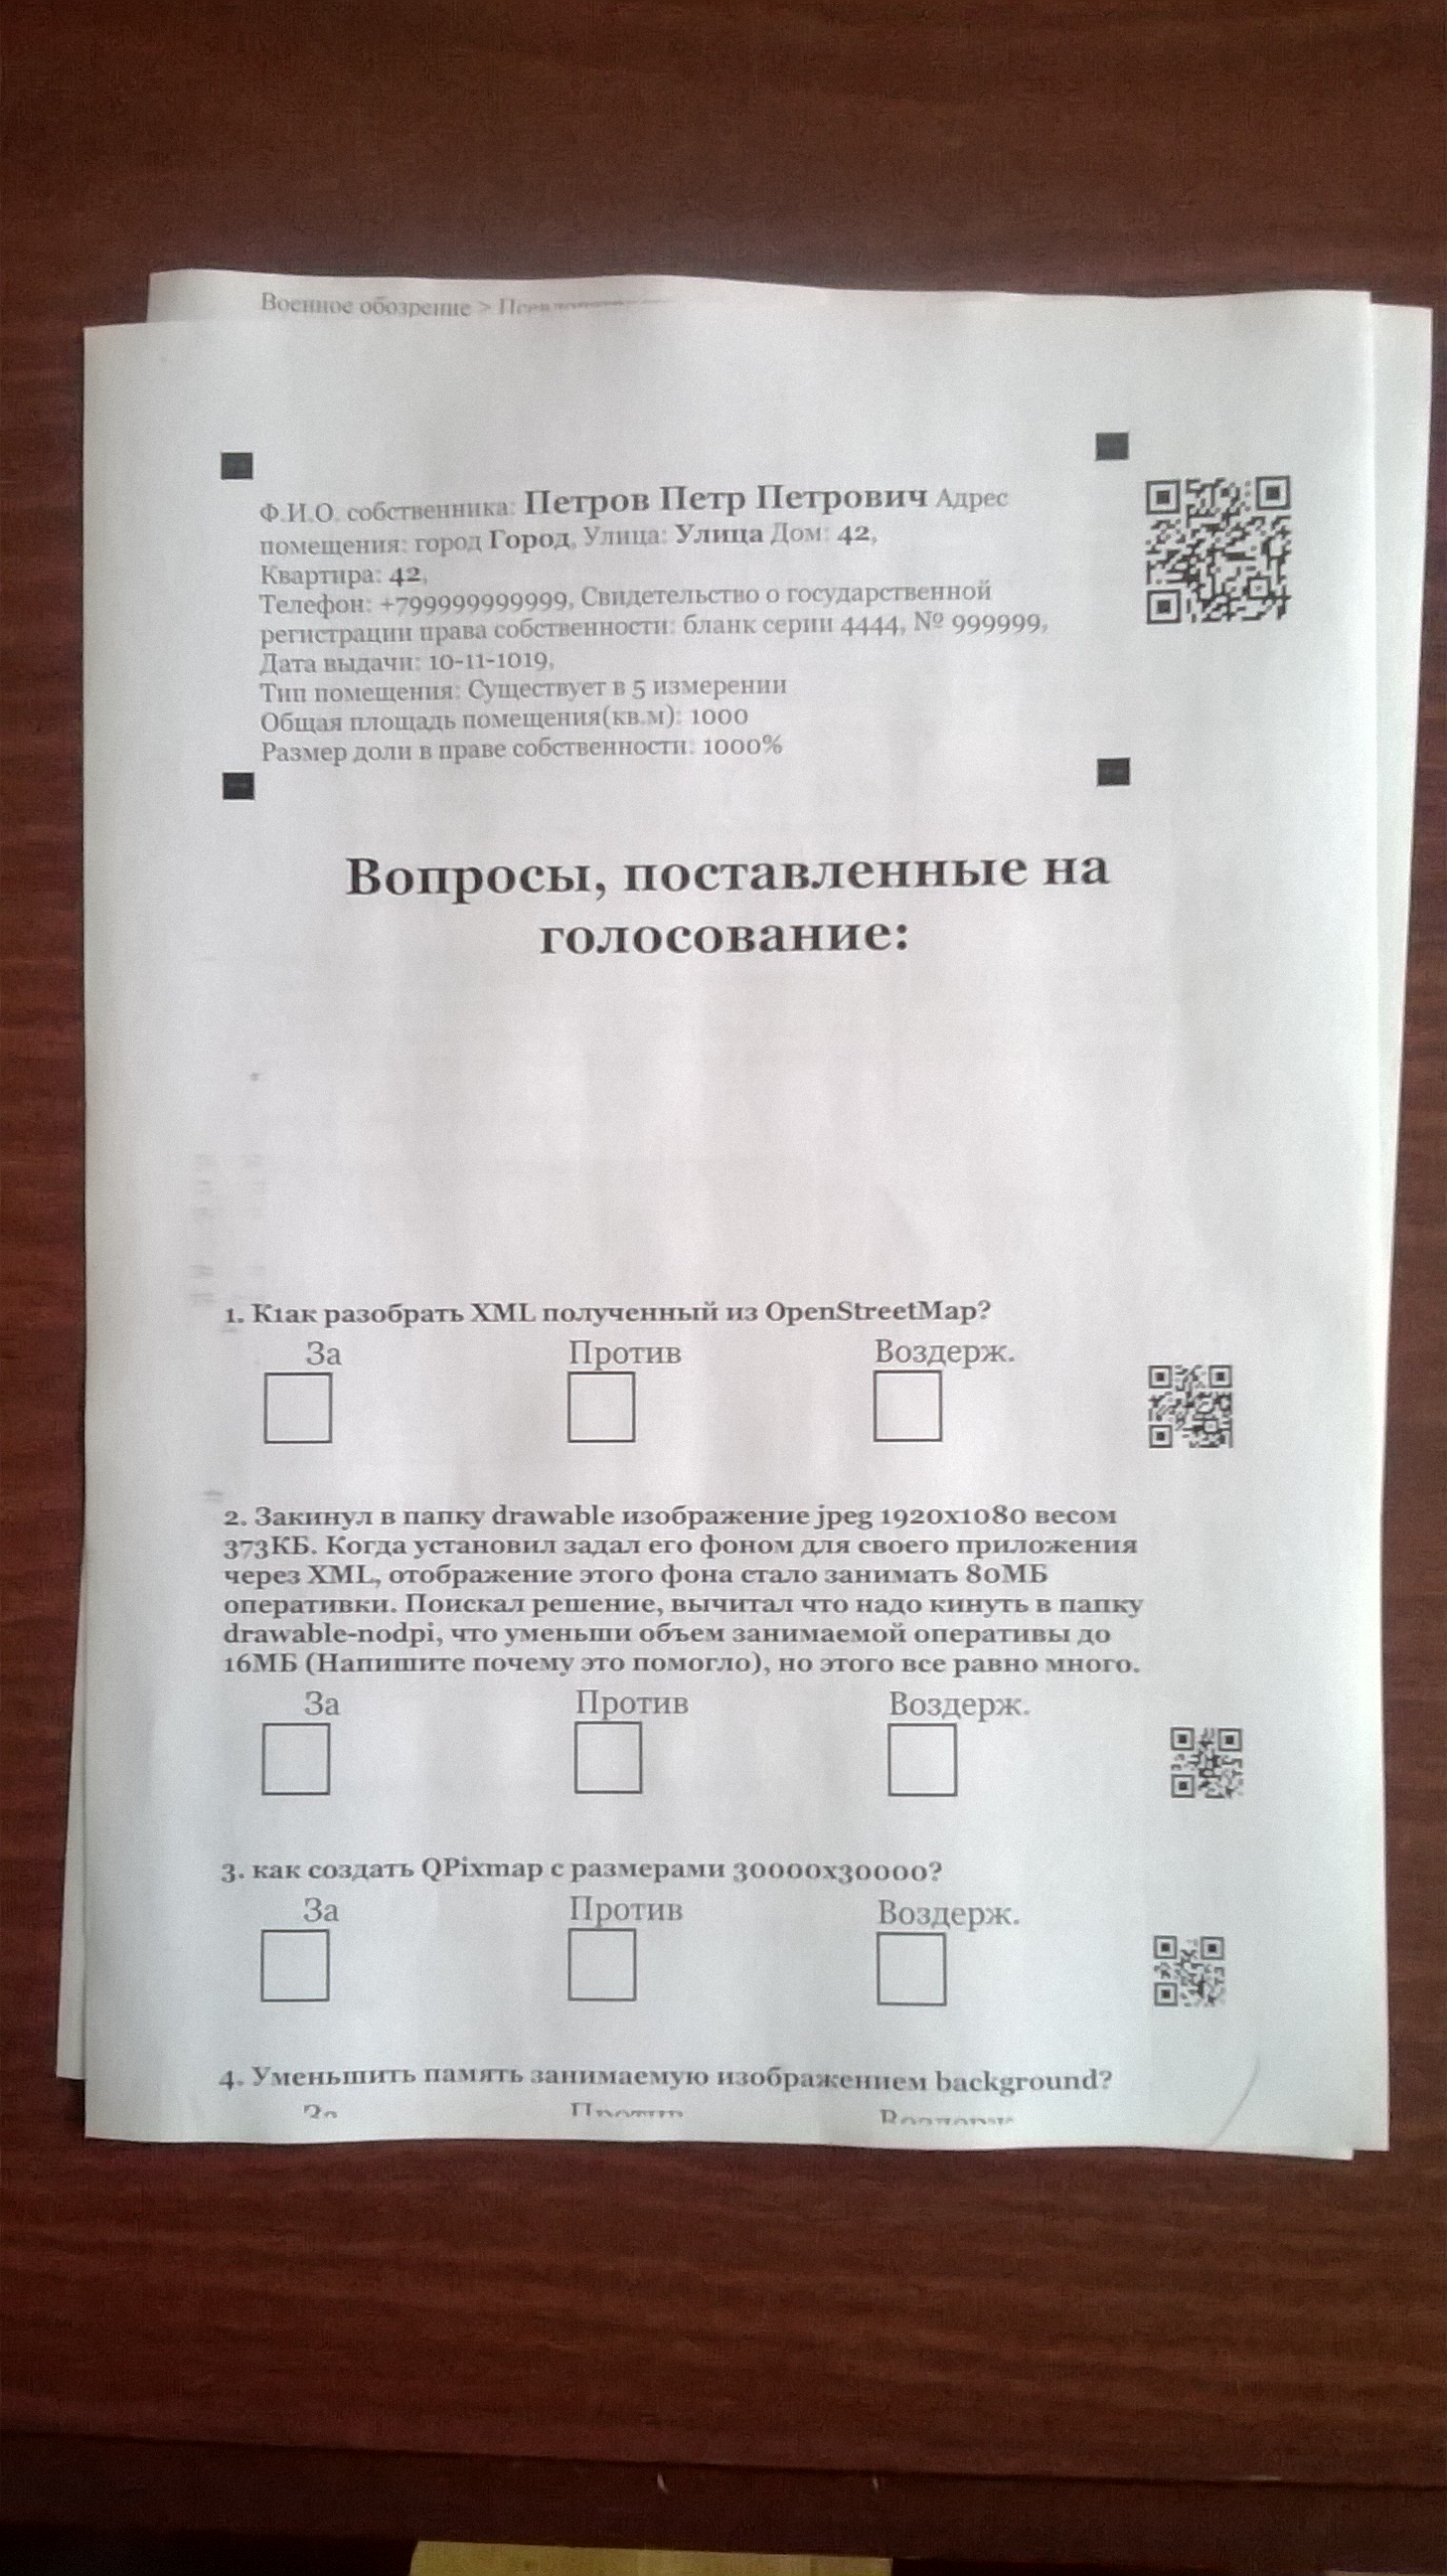 Военное обозрение >
Ф.И.О. собственника: Петров Петр Петрович Адрес
помещения: город Город, Улица: Улица Дом: 42,
Квартира: 42,
Телефон: +799999999999, Свидетельство о государственной
регистрации права собственности: бланк серии 4444, № 999999,
Дата выдачи: 10-11-1019,
Тип помещения: Существует в 5 измерении
Общая площадь помещения(кв.м): 1000
Размер доли в праве собственности: 1000%
Вопросы, поставленные на
голосование:
1. К1ак разобрать XML полученный из OpenStreetMap?
За Против Воздерж.
2. Закинул в папку drawable изображение jpeg 1920x1080 весом
373КБ. Когда установил задал его фоном для своего приложения
через XML, отображение этого фона стало занимать 80МБ
оперативки. Поискал решение, вычитал что надо кинуть в папку
drawable-nodpi, что уменьши объем занимаемой оперативы до
16МБ (Напишите почему это помогло), но этого все равно много.
За Против Воздерж.
3. как создать QPixmap с размерами 30000x30000?
За Против Воздерж.
4. Уменьшить память занимаемую изображением background?
За Против Воздерж.